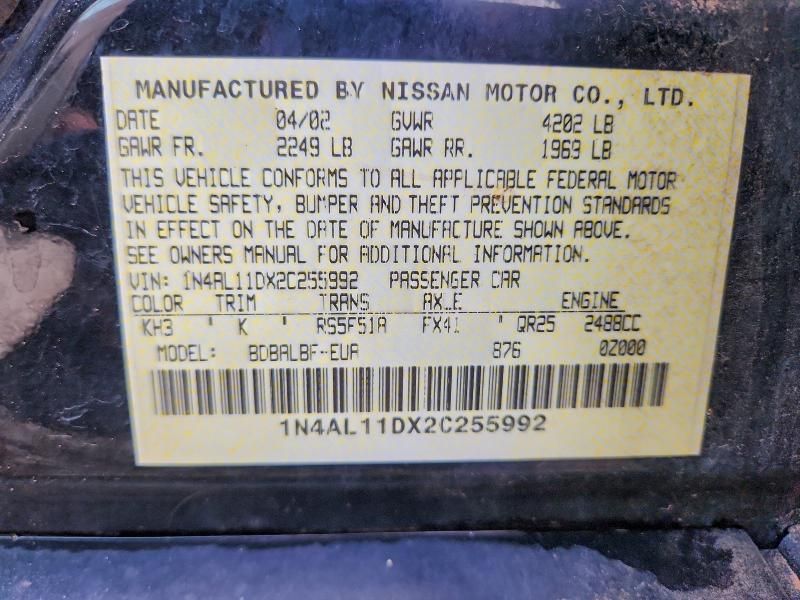 MANUFACTURED BY NISSAN MOTOR CO., LTD.
DATE 04/02 GVWR 4202 LB
GAWR FR. 2249 LB GAWR RR. 1969 LB
THIS VEHICLE CONFORMS TO ALL APPLICABLE FEDERAL MOTOR
VEHICLE SAFETY, BUMPER AND THEFT PREVENTION STANDARDS
IN EFFECT ON THE DATE OF MANUFACTURE SHOWN ABOVE.
SEE OWNERS MANUAL FOR ADDITIONAL INFORMATION.
VIN: 1N4AL11DX2C255992 PASSENGER CAR
COLOR TRIM TRANS AXLE ENGINE
KH3 ' K ' RS5F51A FX41 ' QR25 2488CC
MODEL: BDBALBF-EUA 876 0Z000
1N4AL11DX2C255992